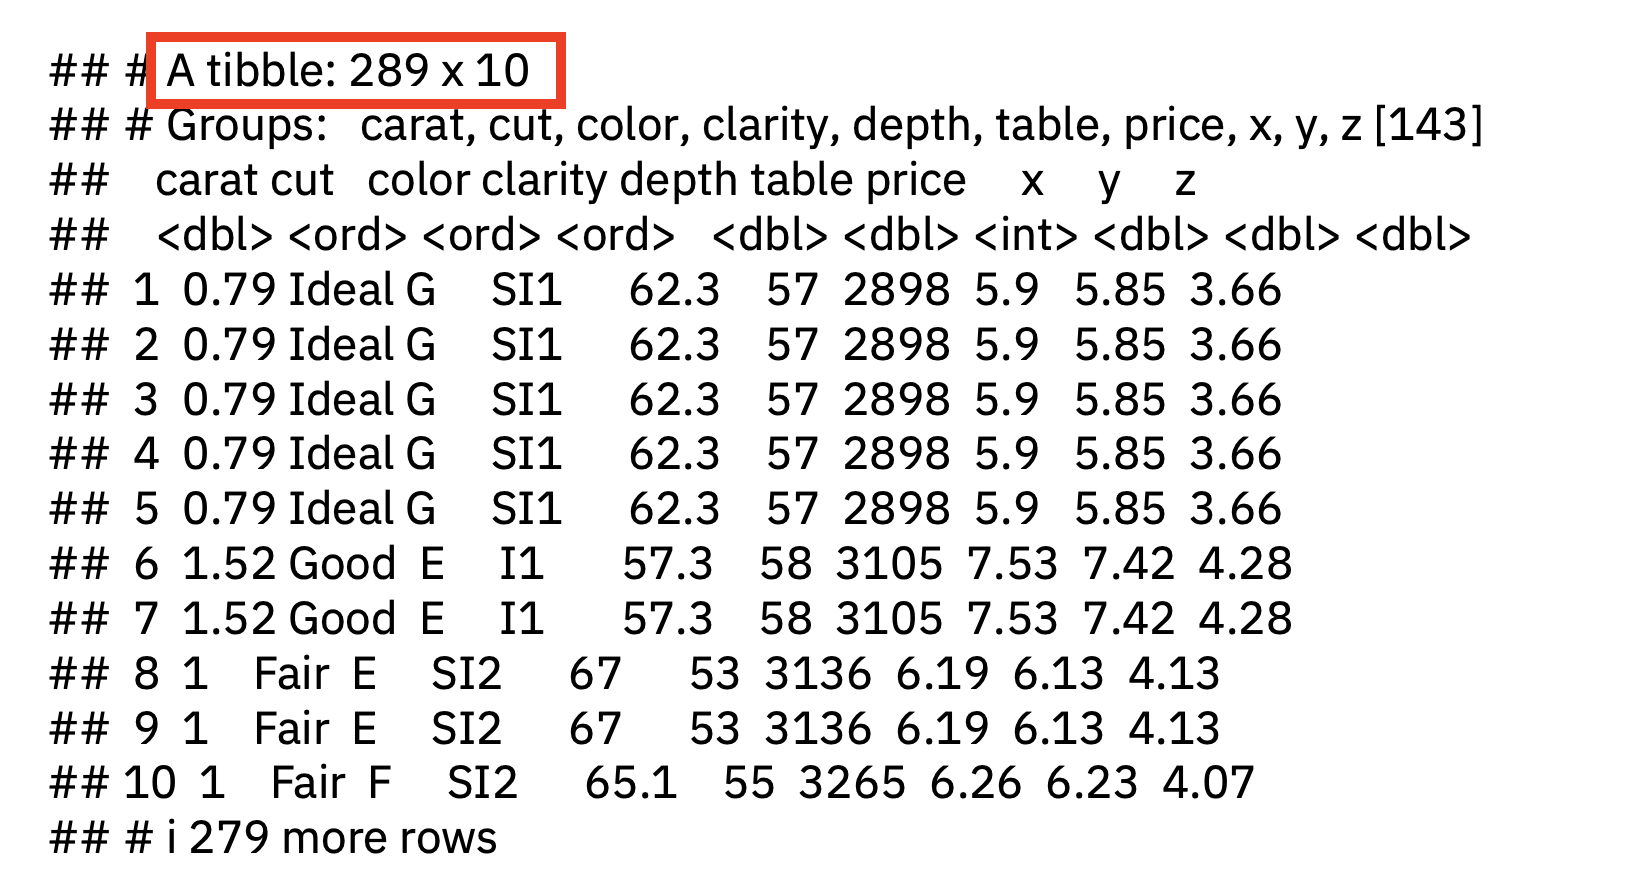 ## # A tibble: 289 x 10
## # Groups:   carat, cut, color, clarity, depth, table, price, x, y, z [143]
##    carat cut   color clarity depth table price     x     y     z
##    <dbl> <ord> <ord> <ord>   <dbl> <dbl> <int> <dbl> <dbl> <dbl>
##  1  0.79 Ideal G     SI1      62.3    57  2898  5.9   5.85  3.66
##  2  0.79 Ideal G     SI1      62.3    57  2898  5.9   5.85  3.66
##  3  0.79 Ideal G     SI1      62.3    57  2898  5.9   5.85  3.66
##  4  0.79 Ideal G     SI1      62.3    57  2898  5.9   5.85  3.66
##  5  0.79 Ideal G     SI1      62.3    57  2898  5.9   5.85  3.66
##  6  1.52 Good  E     I1       57.3    58  3105  7.53  7.42  4.28
##  7  1.52 Good  E     I1       57.3    58  3105  7.53  7.42  4.28
##  8  1    Fair  E     SI2      67      53  3136  6.19  6.13  4.13
##  9  1    Fair  E     SI2      67      53  3136  6.19  6.13  4.13
## 10  1    Fair  F     SI2      65.1    55  3265  6.26  6.23  4.07
## # i 279 more rows